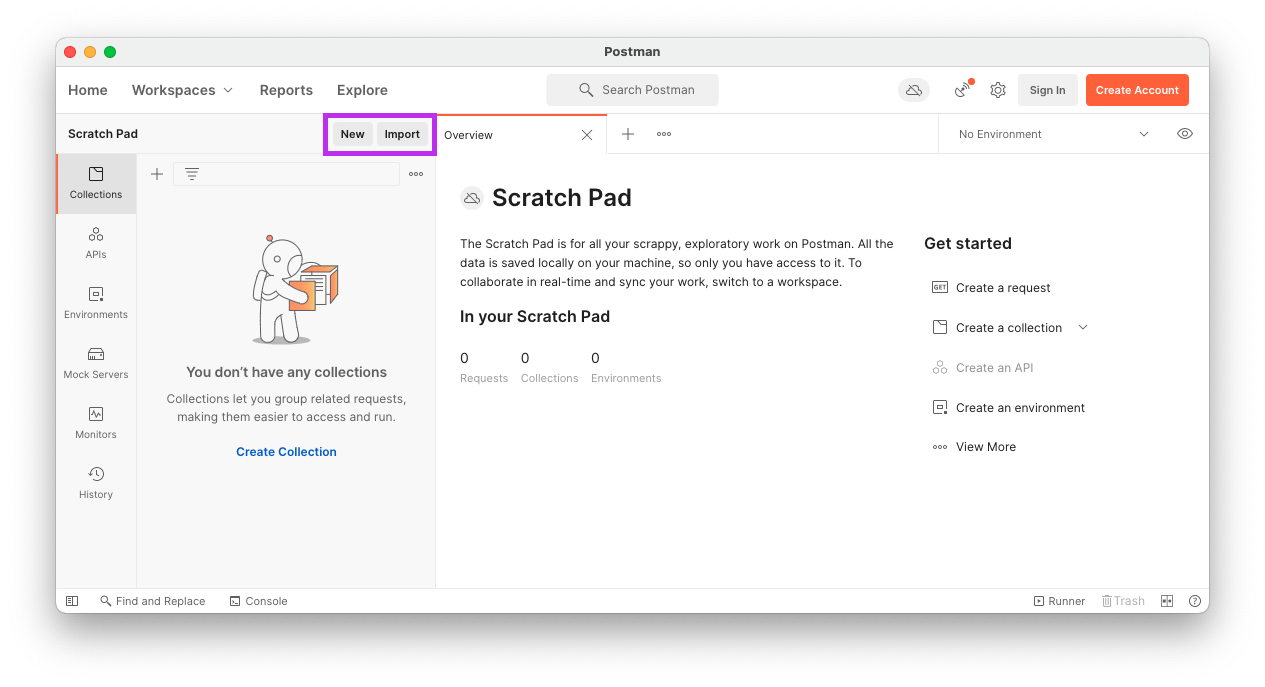 Postman
Home Workspaces Reports Explore Search Postman Sign In Create Account
Scratch Pad New Import Overview No Environment
Collections
APIs
Environments
Mock Servers
Monitors
History
You don't have any collections
Collections let you group related requests,
making them easier to access and run.
Create Collection
Scratch Pad
The Scratch Pad is for all your scrappy, exploratory work on Postman. All the
data is saved locally on your machine, so only you have access to it. To
collaborate in real-time and sync your work, switch to a workspace.
In your Scratch Pad
0 0 0
Requests Collections Environments
Get started
GET Create a request
Create a collection
Create an API
Create an environment
View More
Find and Replace Console Runner Trash